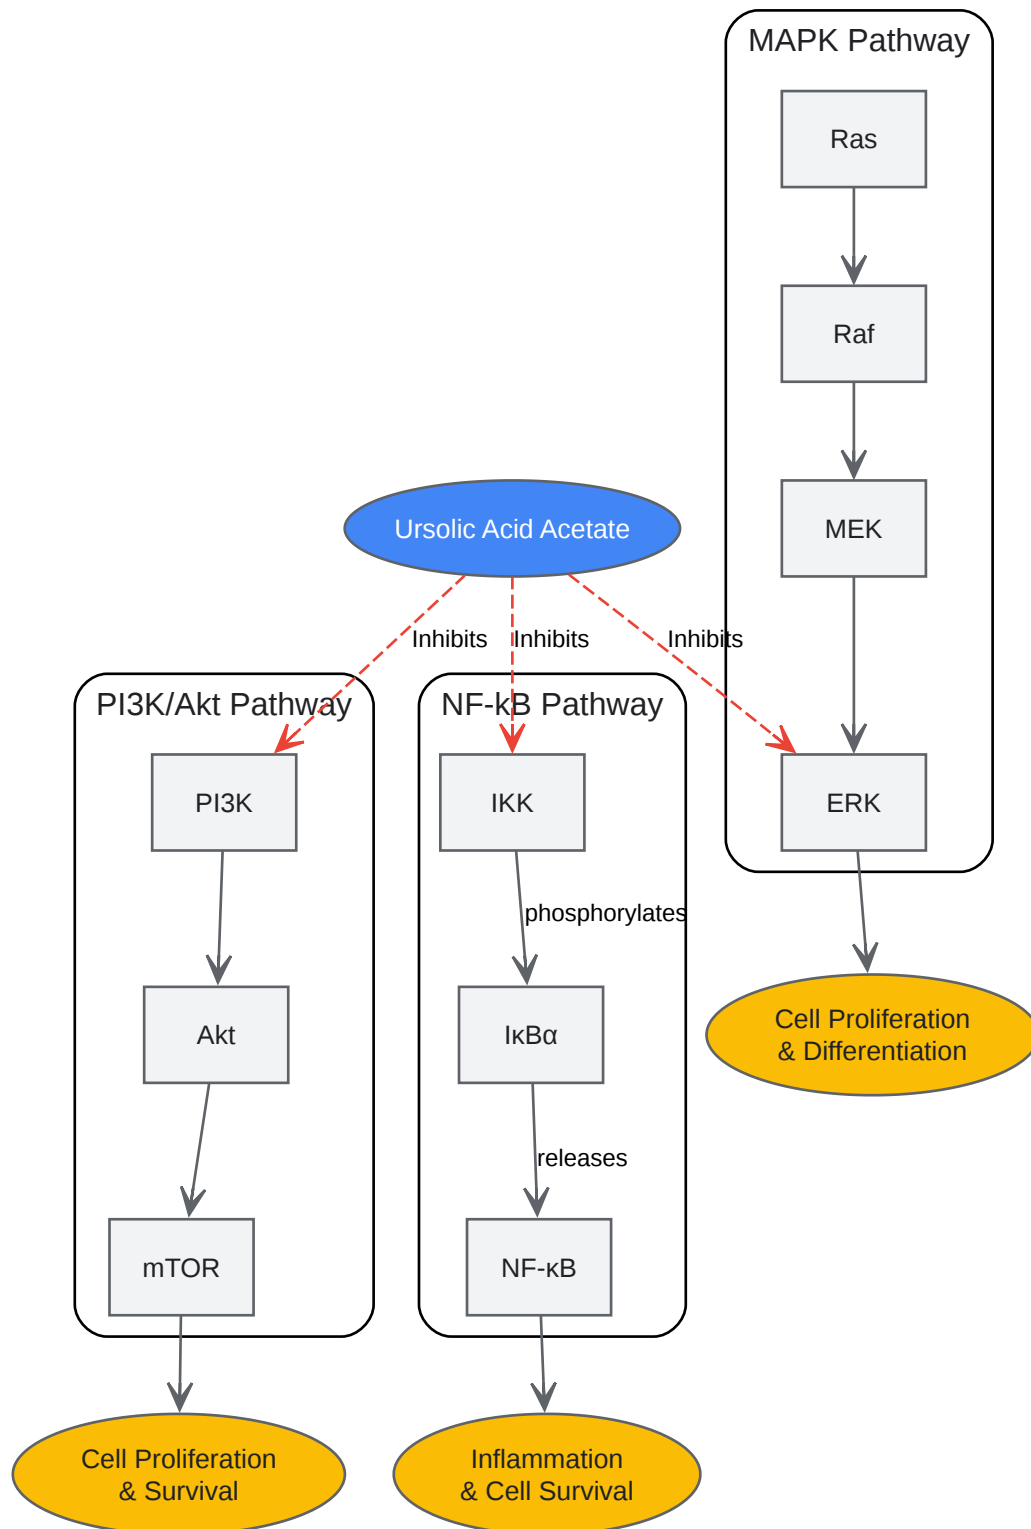 MAPK Pathway
Ras
Raf
MEK
Ursolic Acid Acetate
Inhibits
Inhibits
Inhibits
PI3K/Akt Pathway
NF-kB Pathway
PI3K
IKK
ERK
phosphorylates
Akt
IκBα
Cell Proliferation
& Differentiation
releases
mTOR
NF-κB
Cell Proliferation
& Survival
Inflammation
& Cell Survival